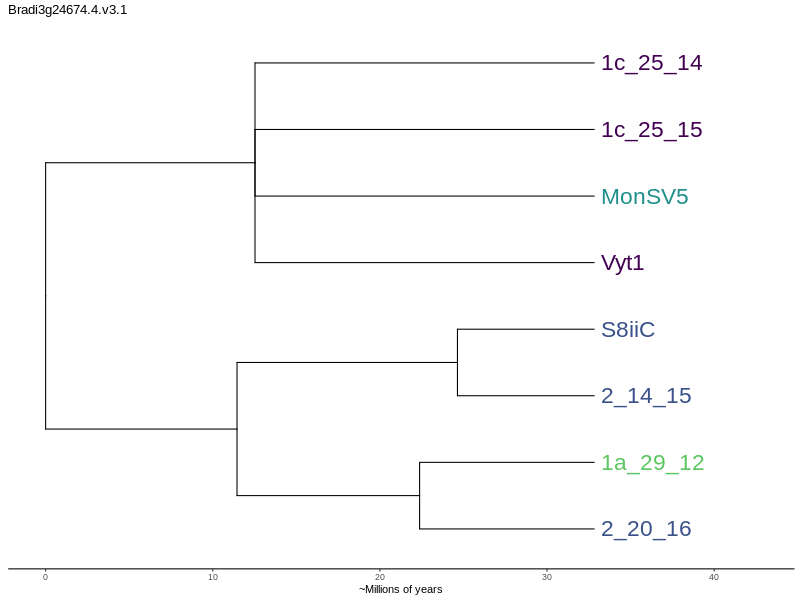 Bradi3g24674.4.v3.1
1c_25_14
1c_25_15
MonSV5
Vyt1
S8iiC
2_14_15
1a_29_12
2_20_16
0 10 20 30 40
~Millions of years